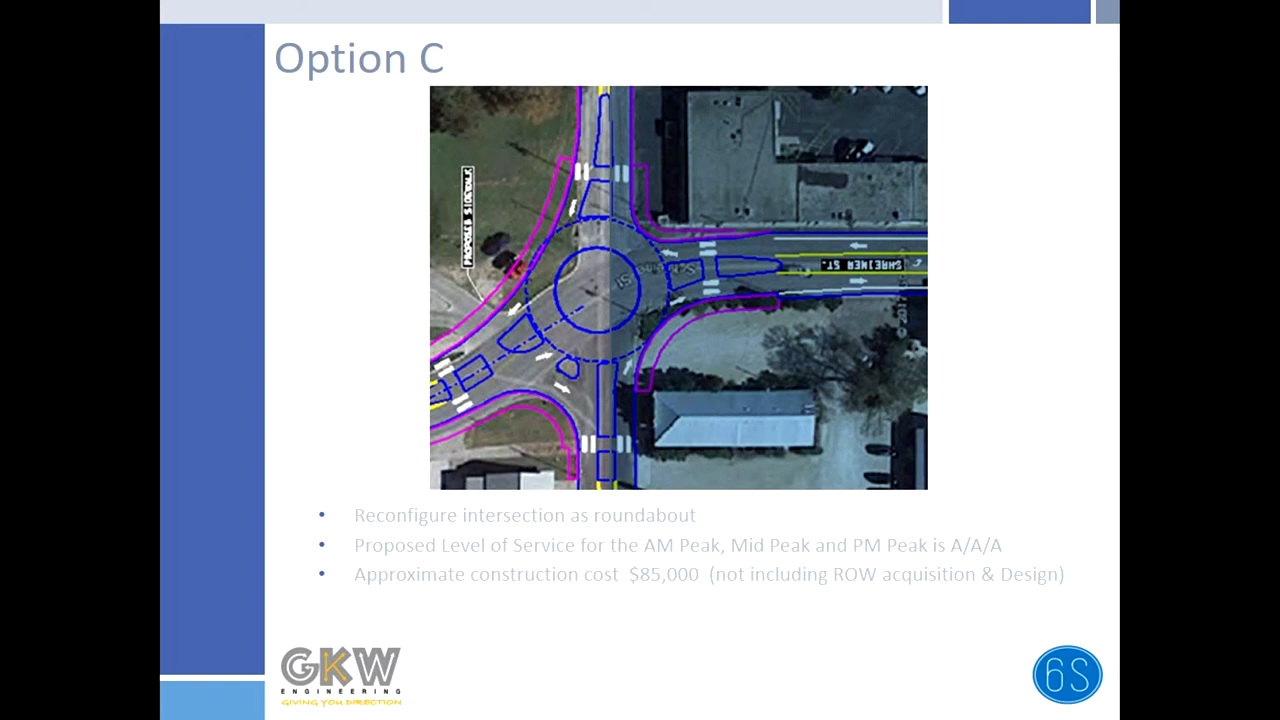 Option C
PROPOSED SIDEWALK
SHREINER ST.
• Reconfigure intersection as roundabout
• Proposed Level of Service for the AM Peak, Mid Peak and PM Peak is A/A/A
• Approximate construction cost $85,000 (not including ROW acquisition & Design)
GKW
ENGINEERING
GIVING YOU DIRECTION
6S